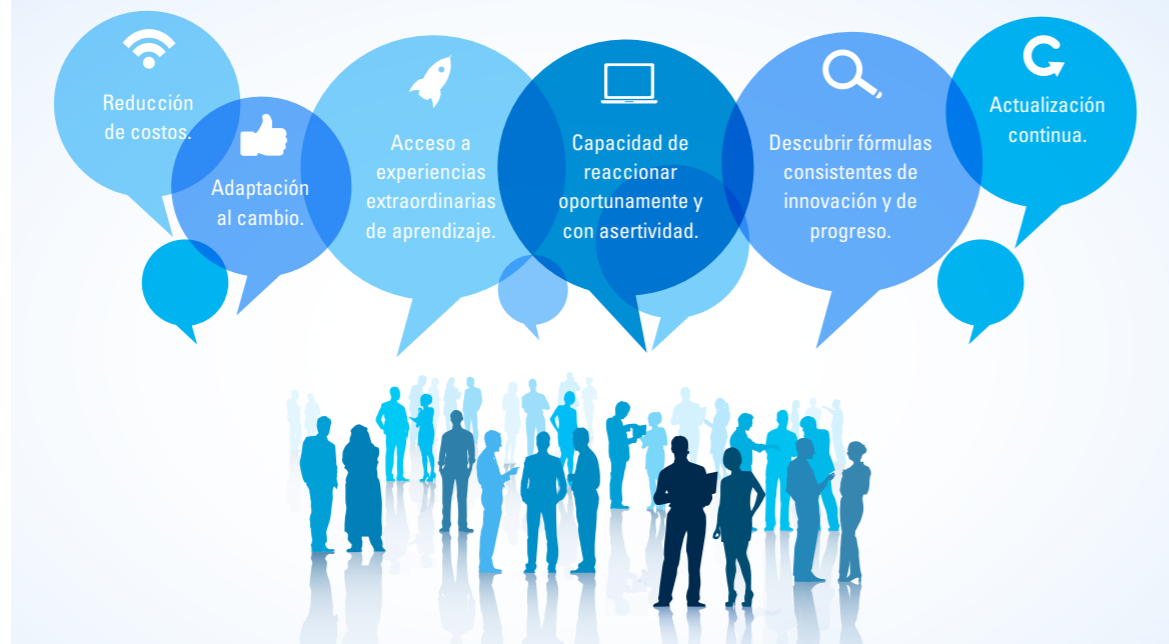 Reducción
de costos.
Adaptación
al cambio.
Acceso a
experiencias
extraordinarias
de aprendizaje.
Capacidad de
reaccionar
oportunamente y
con asertividad.
Descubrir fórmulas
consistentes de
innovación y de
progreso.
Actualización
continua.